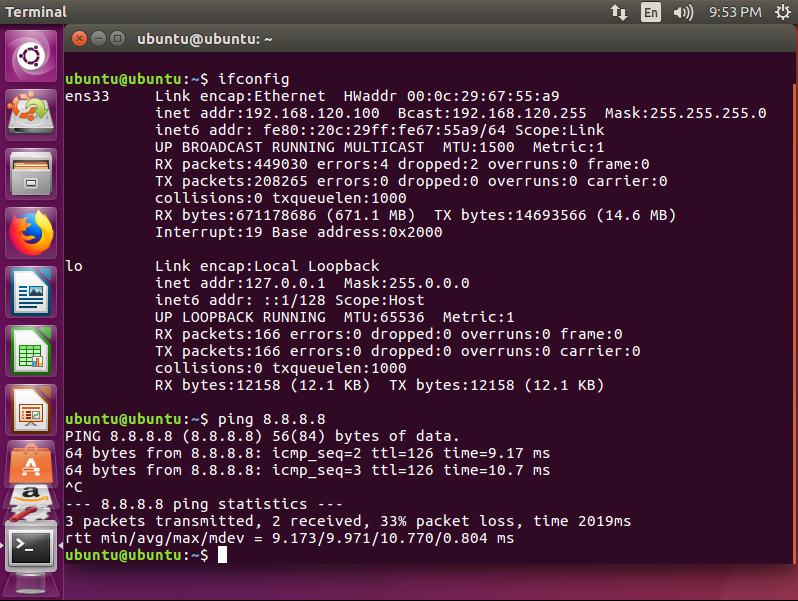 Terminal
En
9:53 PM
ubuntu@ubuntu: ~
ubuntu@ubuntu:~$ ifconfig
ens33     Link encap:Ethernet  HWaddr 00:0c:29:67:55:a9
          inet addr:192.168.120.100  Bcast:192.168.120.255  Mask:255.255.255.0
          inet6 addr: fe80::20c:29ff:fe67:55a9/64 Scope:Link
          UP BROADCAST RUNNING MULTICAST  MTU:1500  Metric:1
          RX packets:449030 errors:4 dropped:2 overruns:0 frame:0
          TX packets:208265 errors:0 dropped:0 overruns:0 carrier:0
          collisions:0 txqueuelen:1000
          RX bytes:671178686 (671.1 MB)  TX bytes:14693566 (14.6 MB)
          Interrupt:19 Base address:0x2000
lo        Link encap:Local Loopback
          inet addr:127.0.0.1  Mask:255.0.0.0
          inet6 addr: ::1/128 Scope:Host
          UP LOOPBACK RUNNING  MTU:65536  Metric:1
          RX packets:166 errors:0 dropped:0 overruns:0 frame:0
          TX packets:166 errors:0 dropped:0 overruns:0 carrier:0
          collisions:0 txqueuelen:1000
          RX bytes:12158 (12.1 KB)  TX bytes:12158 (12.1 KB)
ubuntu@ubuntu:~$ ping 8.8.8.8
PING 8.8.8.8 (8.8.8.8) 56(84) bytes of data.
64 bytes from 8.8.8.8: icmp_seq=2 ttl=126 time=9.17 ms
64 bytes from 8.8.8.8: icmp_seq=3 ttl=126 time=10.7 ms
^C
--- 8.8.8.8 ping statistics ---
3 packets transmitted, 2 received, 33% packet loss, time 2019ms
rtt min/avg/max/mdev = 9.173/9.971/10.770/0.804 ms
ubuntu@ubuntu:~$